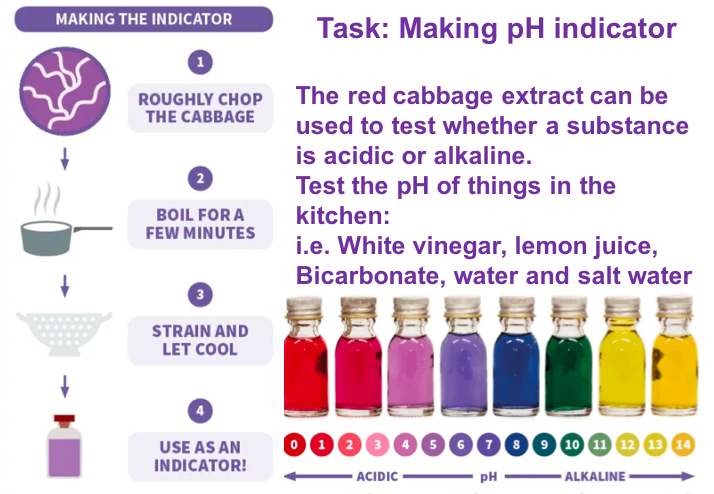 MAKING THE INDICATOR
1
ROUGHLY CHOP
THE CABBAGE
2
BOIL FOR A
FEW MINUTES
3
STRAIN AND
LET COOL
4
USE AS AN
INDICATOR!
Task: Making pH indicator
The red cabbage extract can be
used to test whether a substance
is acidic or alkaline.
Test the pH of things in the
kitchen:
i.e. White vinegar, lemon juice,
Bicarbonate, water and salt water
0 1 2 3 4 5 6 7 8 9 10 11 12 13 14
ACIDIC pH ALKALINE